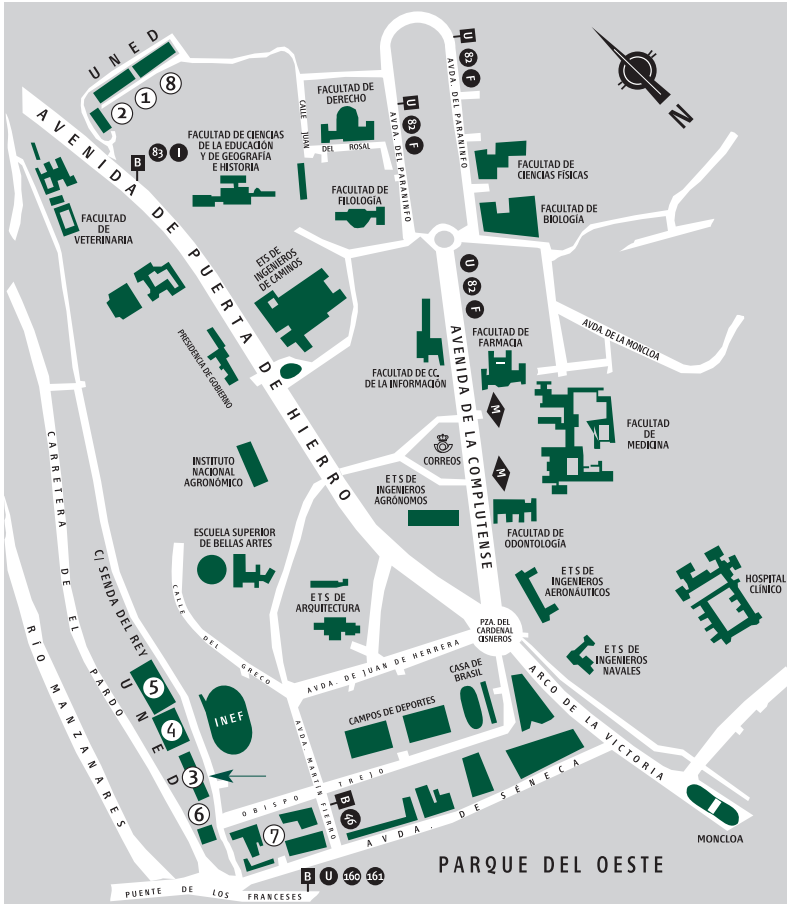 UNED
2
1
8
AVENIDA DE PUERTA DE HIERRO
B
83
I
FACULTAD DE CIENCIAS
DE LA EDUCACIÓN
Y DE GEOGRAFÍA
E HISTORIA
CALLE JUAN
DEL ROSAL
FACULTAD DE
DERECHO
FACULTAD DE
FILOLOGÍA
U
82
F
AVDA. DEL PARANINFO
U
82
F
AVDA. DEL PARANINFO
N
FACULTAD DE
CIENCIAS FÍSICAS
FACULTAD DE
BIOLOGÍA
FACULTAD
DE
VETERINARIA
ETS DE
INGENIEROS
DE CAMINOS
PRESIDENCIA DE GOBIERNO
U
82
F
AVENIDA DE LA COMPLUTENSE
AVDA. DE LA MONCLOA
FACULTAD DE
FARMACIA
FACULTAD DE CC.
DE LA INFORMACIÓN
M
FACULTAD
DE
MEDICINA
CORREOS
M
INSTITUTO
NACIONAL
AGRONÓMICO
E T S DE
INGENIEROS
AGRÓNOMOS
FACULTAD DE
ODONTOLOGÍA
ESCUELA SUPERIOR
DE BELLAS ARTES
CARRETERA DE EL PARDO
C/ SENDA DEL REY
RÍO MANZANARES
CALLE DEL GRECO
E T S DE
ARQUITECTURA
E T S DE
INGENIEROS
AERONÁUTICOS
HOSPITAL
CLÍNICO
PZA. DEL
CARDENAL
CISNEROS
E T S DE
INGENIEROS
NAVALES
AVDA. DE JUAN DE HERRERA
CASA DE
BRASIL
ARCO DE LA VICTORIA
UNED
5
4
3
6
INEF
CAMPOS DE DEPORTES
AVDA. MARTÍN FIERRO
OBISPO TREJO
B
46
7
AVDA. DE SÉNECA
MONCLOA
PARQUE DEL OESTE
B
U
160
161
PUENTE DE LOS FRANCESES